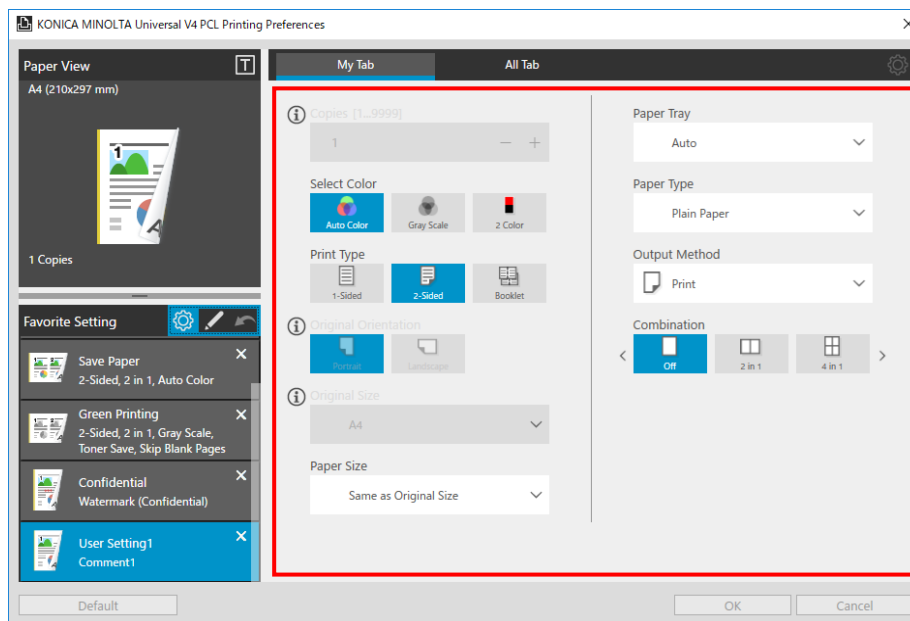 KONICA MINOLTA Universal V4 PCL Printing Preferences
Paper View
T
A4 (210x297 mm)
1
A
1 Copies
Favorite Setting
Save Paper
2-Sided, 2 in 1, Auto Color
Green Printing
2-Sided, 2 in 1, Gray Scale,
Toner Save, Skip Blank Pages
Confidential
Watermark (Confidential)
User Setting1
Comment1
My Tab
All Tab
Copies [1...9999]
1
Select Color
Auto Color
Gray Scale
2 Color
Print Type
1-Sided
2-Sided
Booklet
Original Orientation
Portrait
Landscape
Original Size
A4
Paper Size
Same as Original Size
Paper Tray
Auto
Paper Type
Plain Paper
Output Method
Print
Combination
Off
2 in 1
4 in 1
Default
OK
Cancel